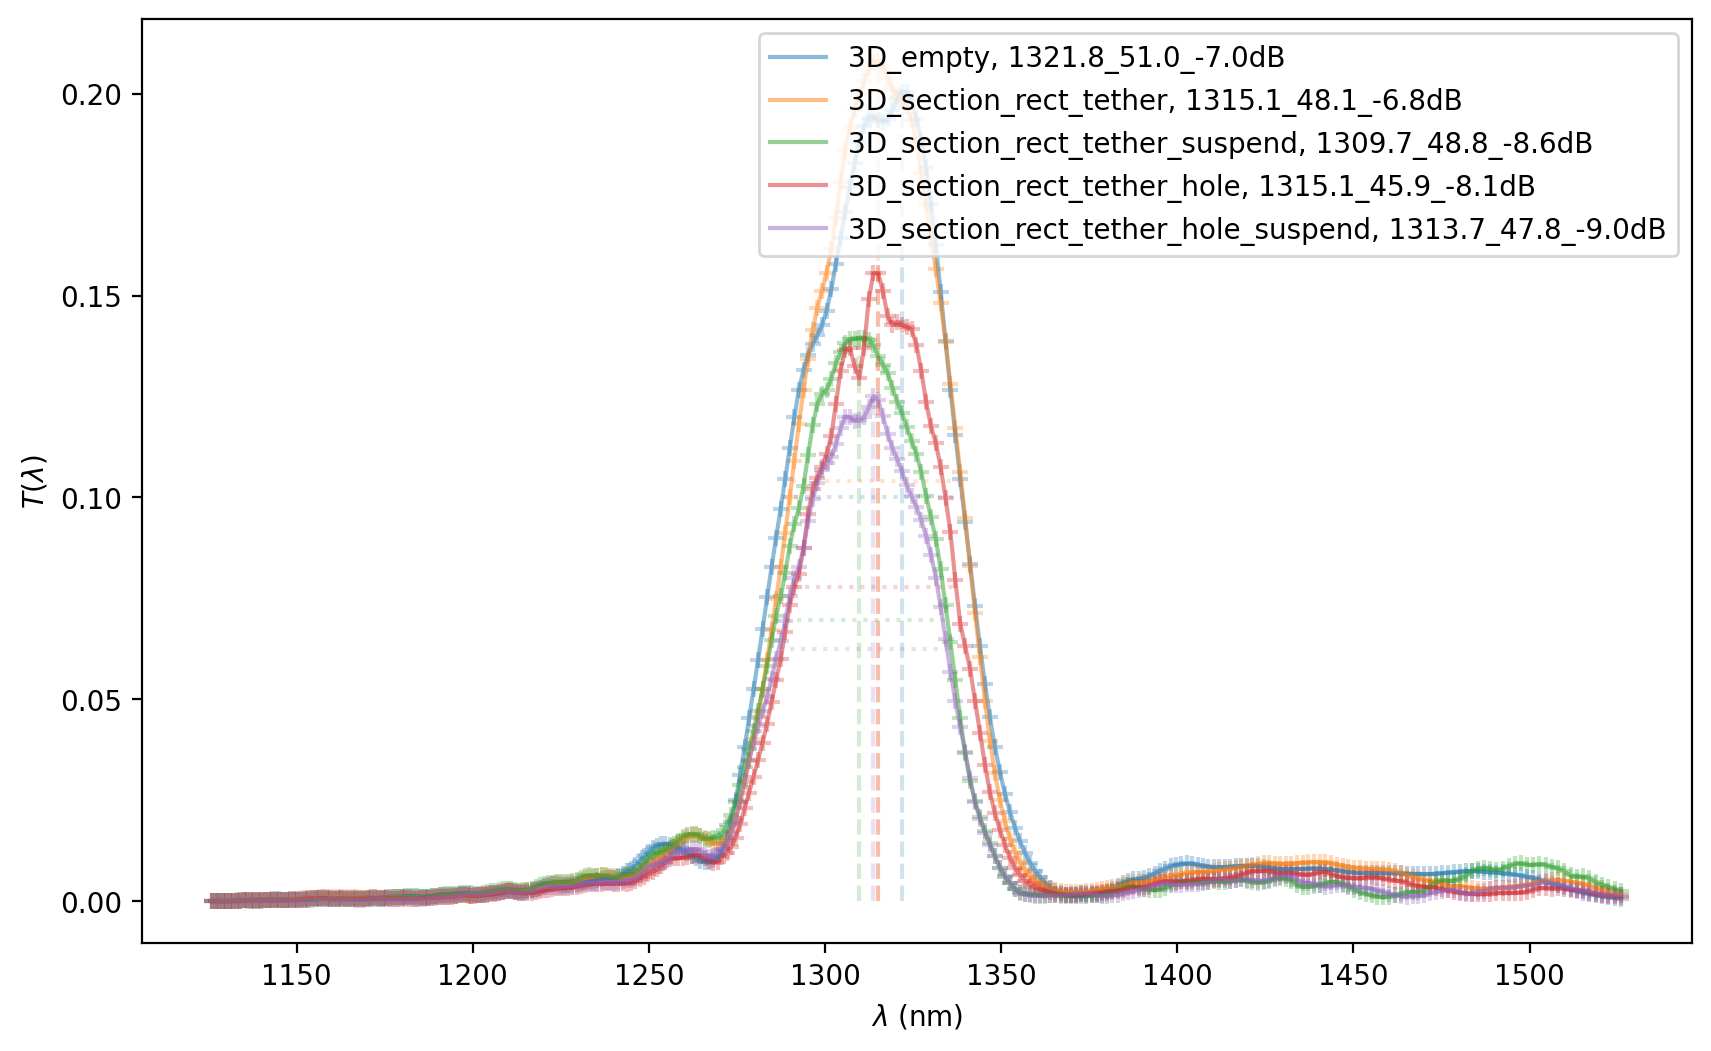 3D_empty, 1321.8_51.0_-7.0dB
3D_section_rect_tether, 1315.1_48.1_-6.8dB
3D_section_rect_tether_suspend, 1309.7_48.8_-8.6dB
3D_section_rect_tether_hole, 1315.1_45.9_-8.1dB
3D_section_rect_tether_hole_suspend, 1313.7_47.8_-9.0dB
0.20
0.15
0.10
0.05
0.00
T(λ)
1150 1200 1250 1300 1350 1400 1450 1500
λ (nm)